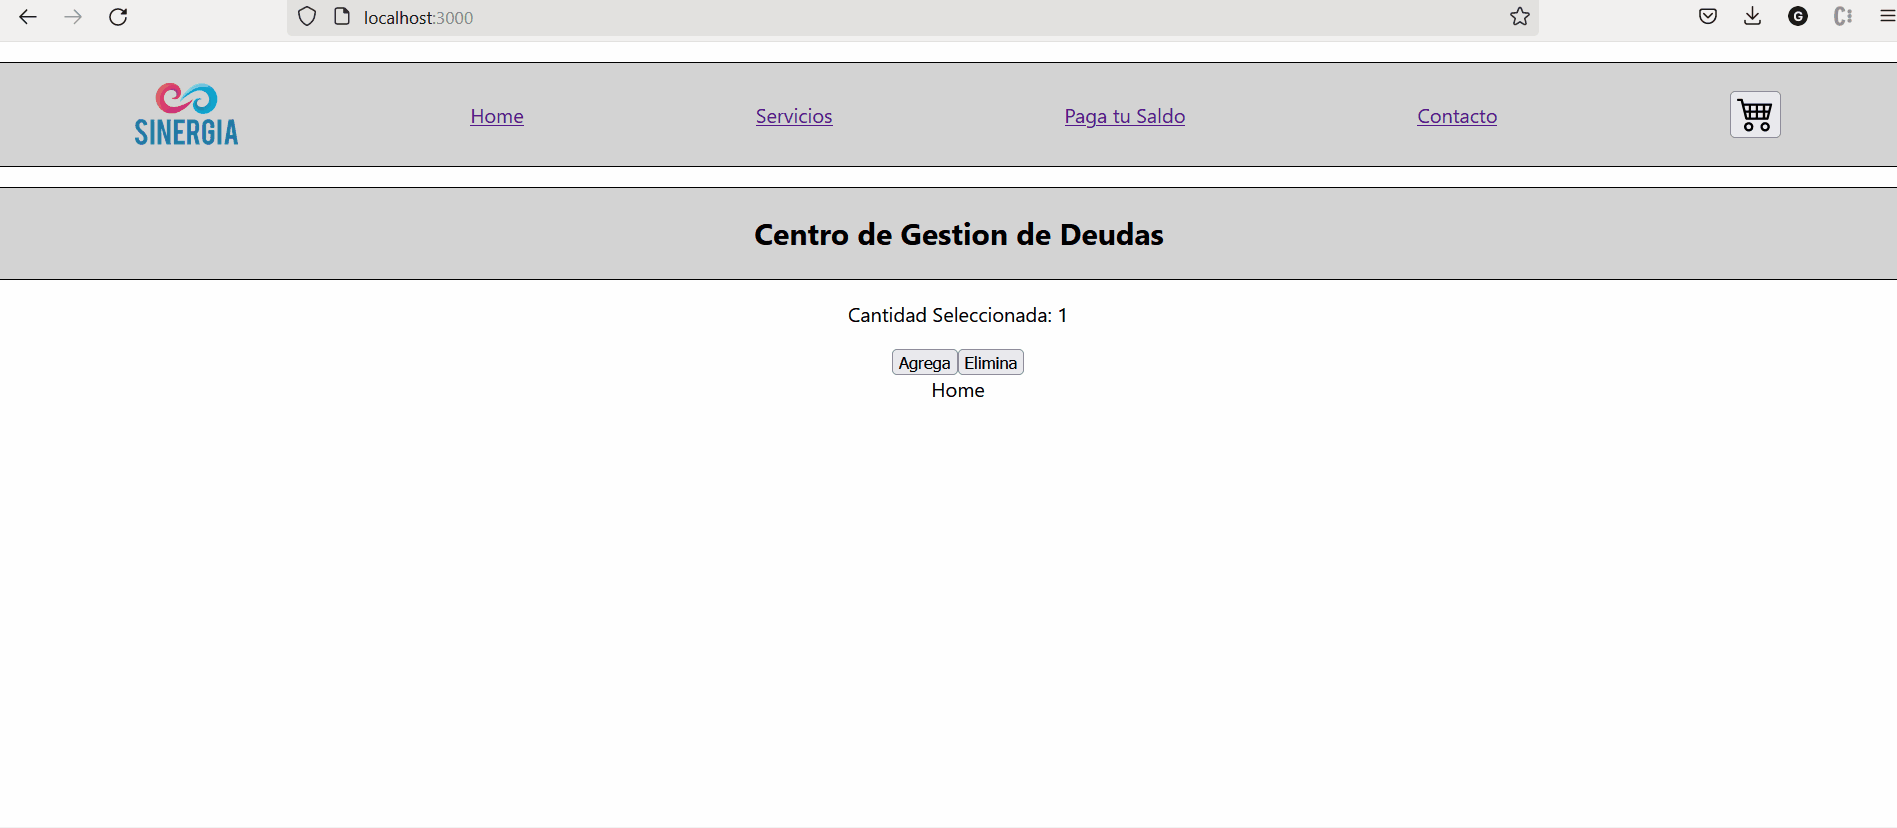 localhost:3000
G
SINERGIA
Home
Servicios
Paga tu Saldo
Contacto
Centro de Gestion de Deudas
Cantidad Seleccionada: 1
Agrega
Elimina
Home